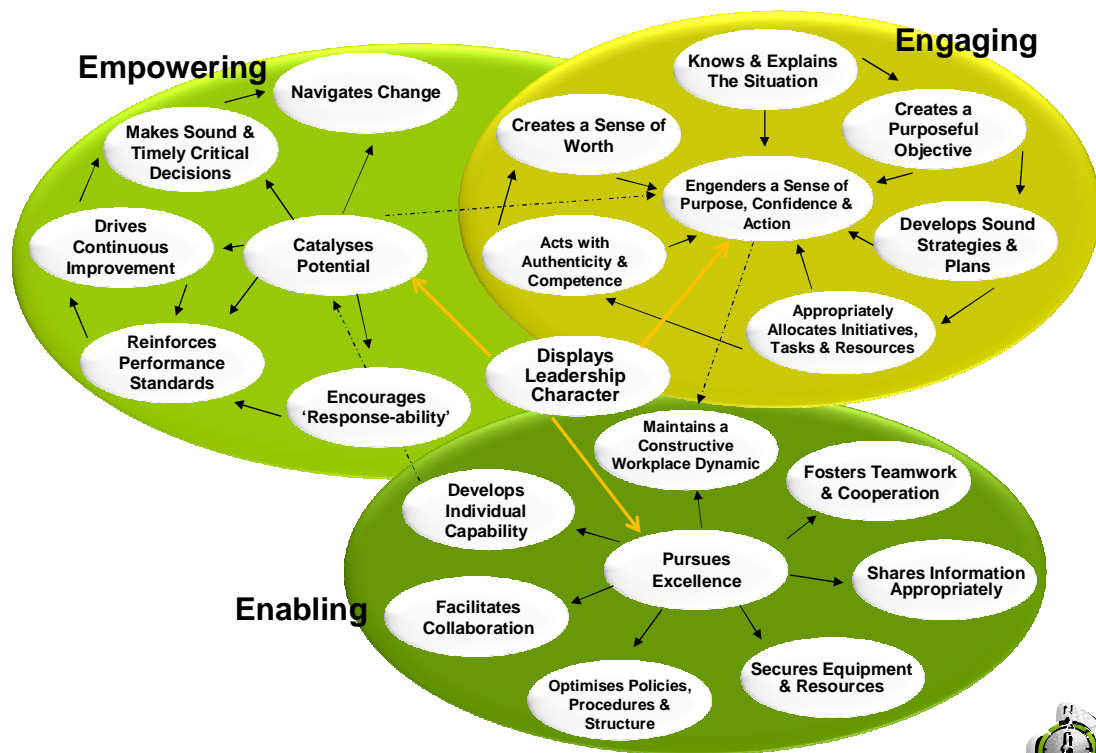 Empowering
Navigates Change
Makes Sound &
Timely Critical
Decisions
Drives
Continuous
Improvement
Catalyses
Potential
Reinforces
Performance
Standards
Encourages
‘Response-ability’
Engaging
Knows & Explains
The Situation
Creates a
Purposeful
Objective
Creates a Sense of
Worth
Engenders a Sense of
Purpose, Confidence &
Action
Develops Sound
Strategies &
Plans
Acts with
Authenticity &
Competence
Appropriately
Allocates Initiatives,
Tasks & Resources
Displays
Leadership
Character
Enabling
Maintains a
Constructive
Workplace Dynamic
Fosters Teamwork
& Cooperation
Develops
Individual
Capability
Pursues
Excellence
Shares Information
Appropriately
Facilitates
Collaboration
Secures Equipment
& Resources
Optimises Policies,
Procedures &
Structure